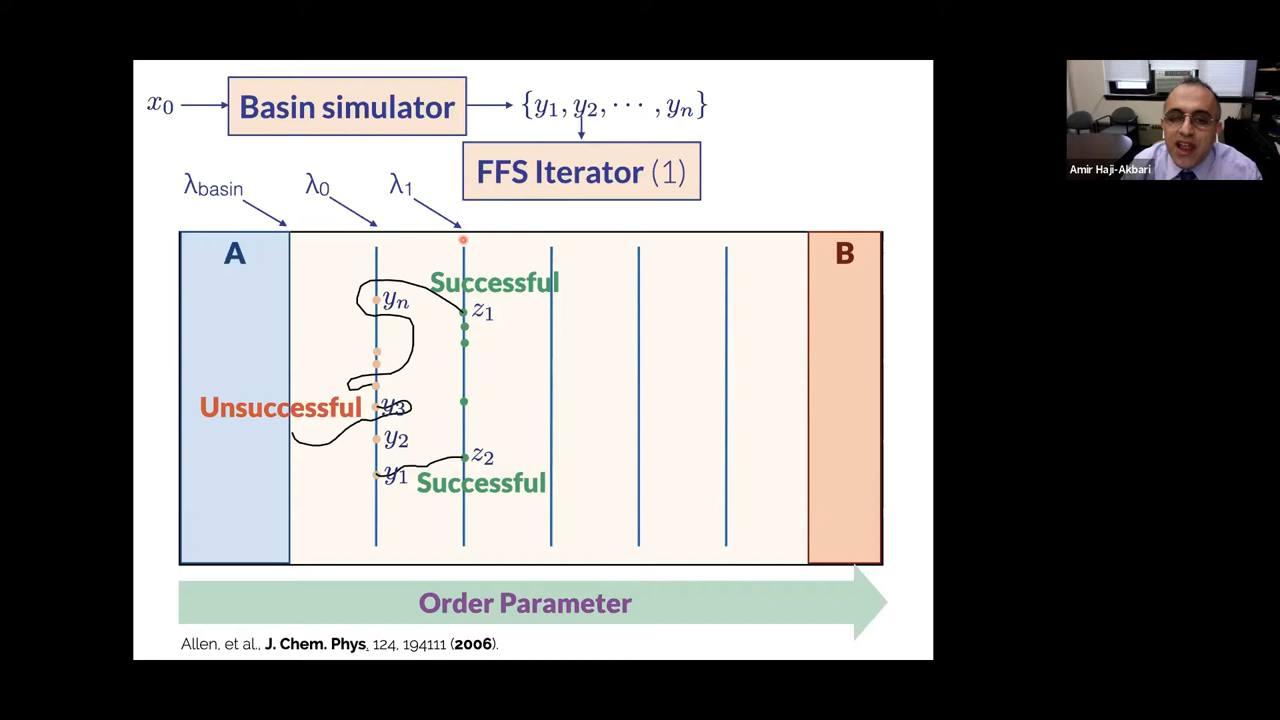 x₀
Basin simulator
{y₁, y₂, ⋯ , yₙ}
FFS Iterator (1)
λbasin
λ₀
λ₁
A
B
Successful
yₙ
z₁
Unsuccessful
y₃
y₂
z₂
y₁
Successful
Order Parameter
Allen, et al., J. Chem. Phys. 124, 194111 (2006).
Amir Haji-Akbari